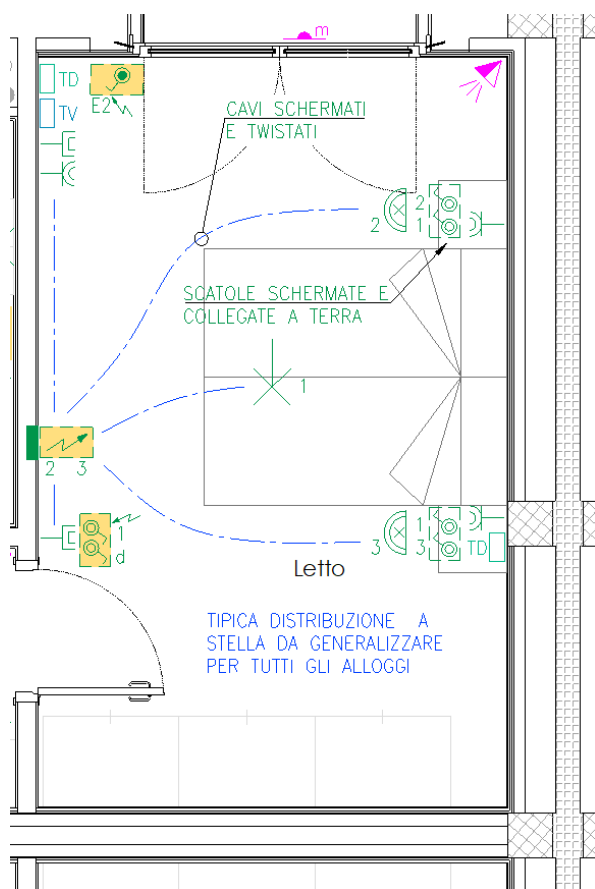 m
TD
E2
TV
CAVI SCHERMATI
E TWISTATI
2
2
1
SCATOLE SCHERMATE E
COLLEGATE A TERRA
1
2 3
1
d
3
1
3
TD
Letto
TIPICA DISTRIBUZIONE A
STELLA DA GENERALIZZARE
PER TUTTI GLI ALLOGGI